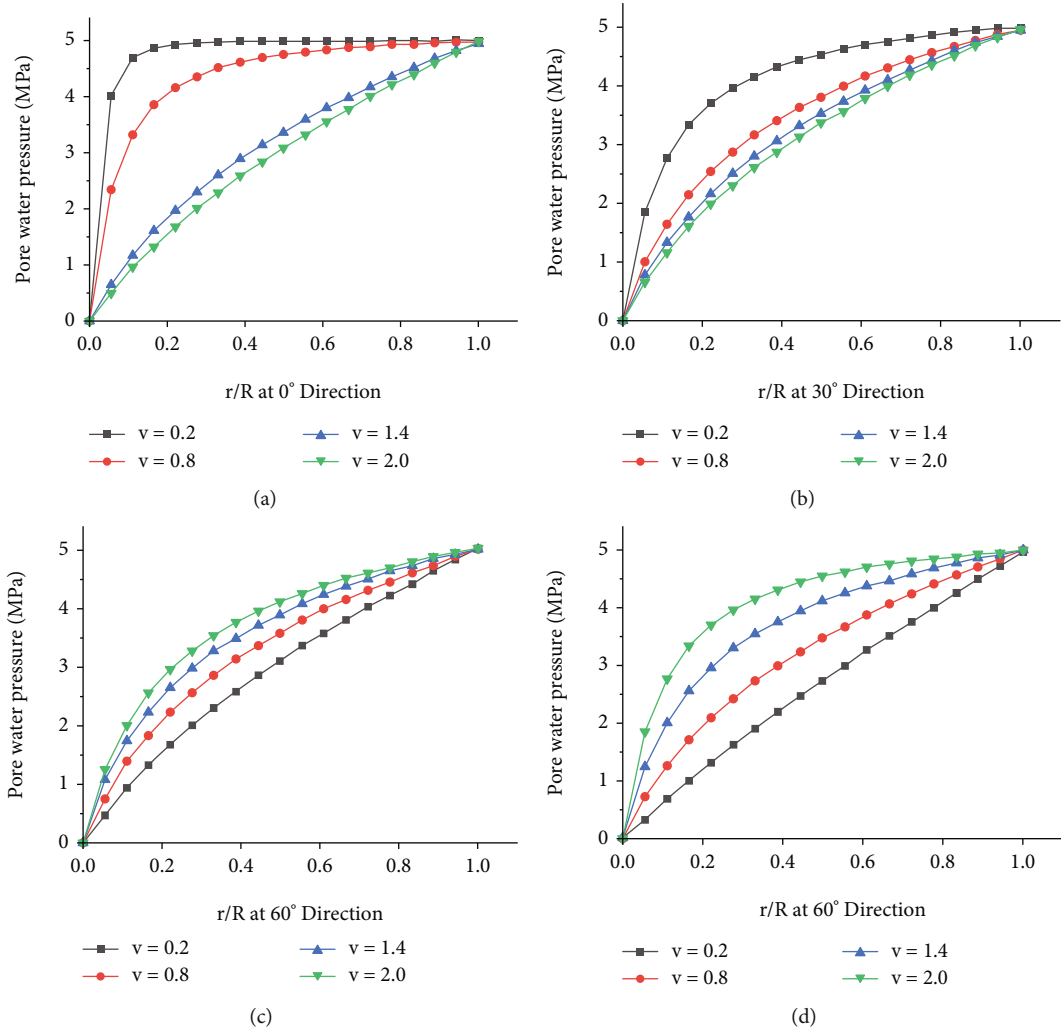 Pore water pressure (MPa)
5
4
3
2
1
0
0.0 0.2 0.4 0.6 0.8 1.0
r/R at 0° Direction
v = 0.2 v = 1.4
v = 0.8 v = 2.0
(a)
Pore water pressure (MPa)
5
4
3
2
1
0
0.0 0.2 0.4 0.6 0.8 1.0
r/R at 30° Direction
v = 0.2 v = 1.4
v = 0.8 v = 2.0
(b)
Pore water pressure (MPa)
5
4
3
2
1
0
0.0 0.2 0.4 0.6 0.8 1.0
r/R at 60° Direction
v = 0.2 v = 1.4
v = 0.8 v = 2.0
(c)
Pore water pressure (MPa)
5
4
3
2
1
0
0.0 0.2 0.4 0.6 0.8 1.0
r/R at 60° Direction
v = 0.2 v = 1.4
v = 0.8 v = 2.0
(d)